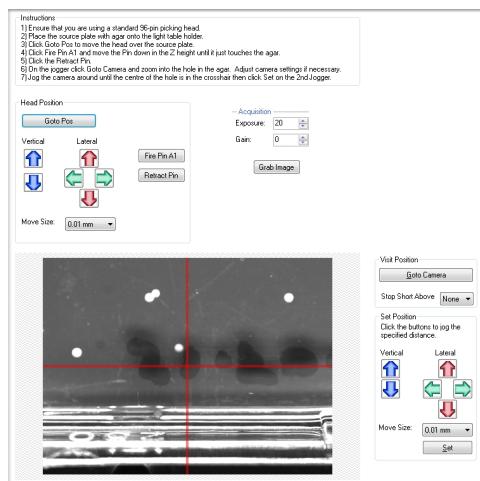 Instructions
1) Ensure that you are using a standard 96-pin picking head.
2) Place the source plate with agar onto the light table holder.
3) Click Goto Pos to move the head over the source plate.
4) Click Fire Pin A1 and move the Pin down in the Z height until it just touches the agar.
5) Click the Retract Pin.
6) On the jogger click Goto Camera and zoom into the hole in the agar.  Adjust camera settings if necessary.
7) Jog the camera around until the centre of the hole is in the crosshair then click Set on the 2nd Jogger.
Head Position
Goto Pos
Vertical
Lateral
Fire Pin A1
Retract Pin
Move Size:
0.01 mm
Acquisition
Exposure:
20
Gain:
0
Grab Image
Visit Position
Goto Camera
Stop Short Above
None
Set Position
Click the buttons to jog the
specified distance.
Vertical
Lateral
Move Size:
0.01 mm
Set